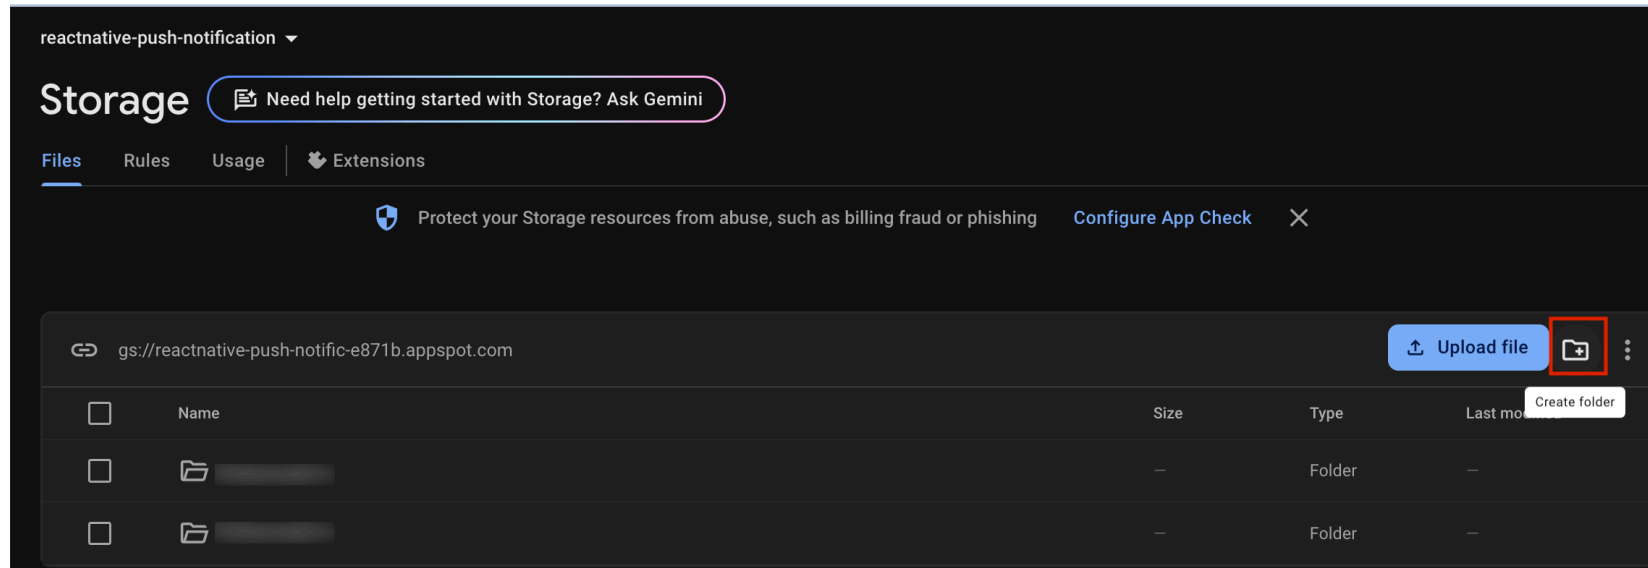 reactnative-push-notification
Storage
Need help getting started with Storage? Ask Gemini
Files Rules Usage Extensions
Protect your Storage resources from abuse, such as billing fraud or phishing Configure App Check
gs://reactnative-push-notific-e871b.appspot.com Upload file
Create folder
Name Size Type Last
— Folder —
— Folder —